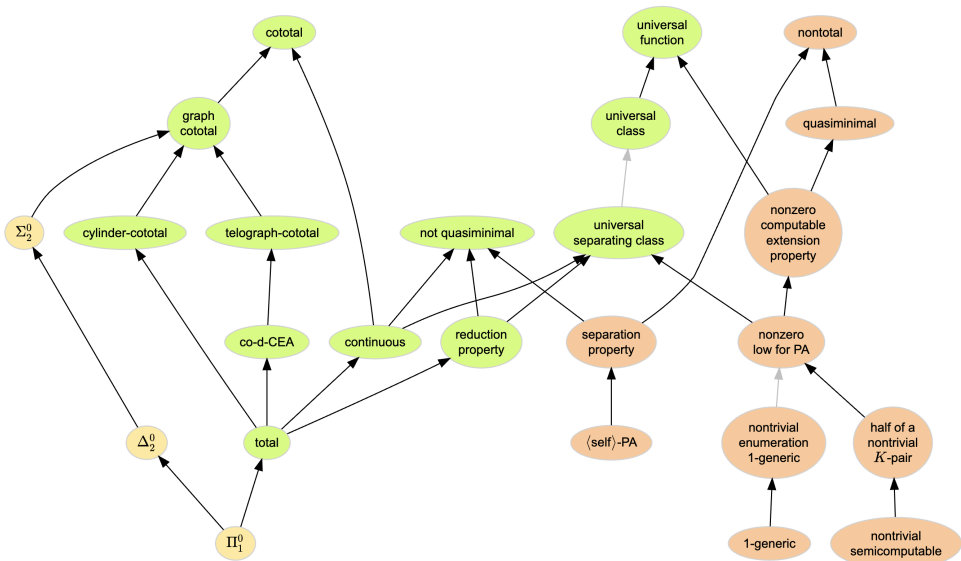 cototal
universal
function
nontotal
graph
cototal
universal
class
quasiminimal
Σ⁰₂
cylinder-cototal
telegraph-cototal
not quasiminimal
universal
separating class
nonzero
computable
extension
property
co-d-CEA
continuous
reduction
property
separation
property
nonzero
low for PA
Δ⁰₂
total
⟨self⟩-PA
nontrivial
enumeration
1-generic
half of a
nontrivial
K-pair
Π⁰₁
1-generic
nontrivial
semicomputable